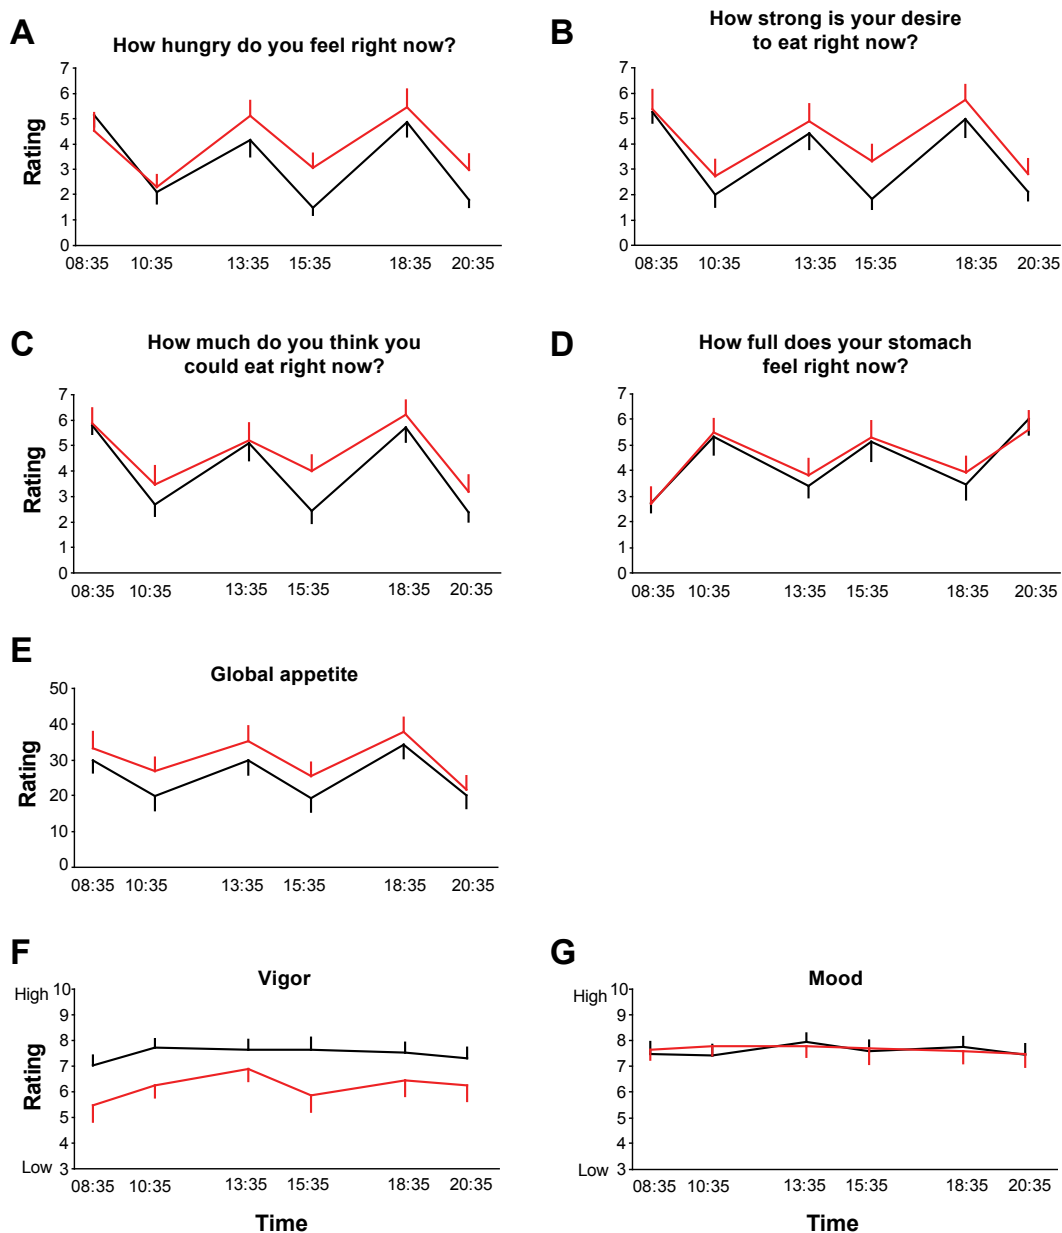 A
How hungry do you feel right now?
Rating
7
6
5
4
3
2
1
0
08:35 10:35 13:35 15:35 18:35 20:35
B
How strong is your desire
to eat right now?
7
6
5
4
3
2
1
0
08:35 10:35 13:35 15:35 18:35 20:35
C
How much do you think you
could eat right now?
Rating
7
6
5
4
3
2
1
0
08:35 10:35 13:35 15:35 18:35 20:35
D
How full does your stomach
feel right now?
7
6
5
4
3
2
1
0
08:35 10:35 13:35 15:35 18:35 20:35
E
Global appetite
Rating
50
40
30
20
10
0
08:35 10:35 13:35 15:35 18:35 20:35
F
Vigor
Rating
High 10
9
8
7
6
5
4
Low 3
08:35 10:35 13:35 15:35 18:35 20:35
Time
G
Mood
High 10
9
8
7
6
5
4
Low 3
08:35 10:35 13:35 15:35 18:35 20:35
Time